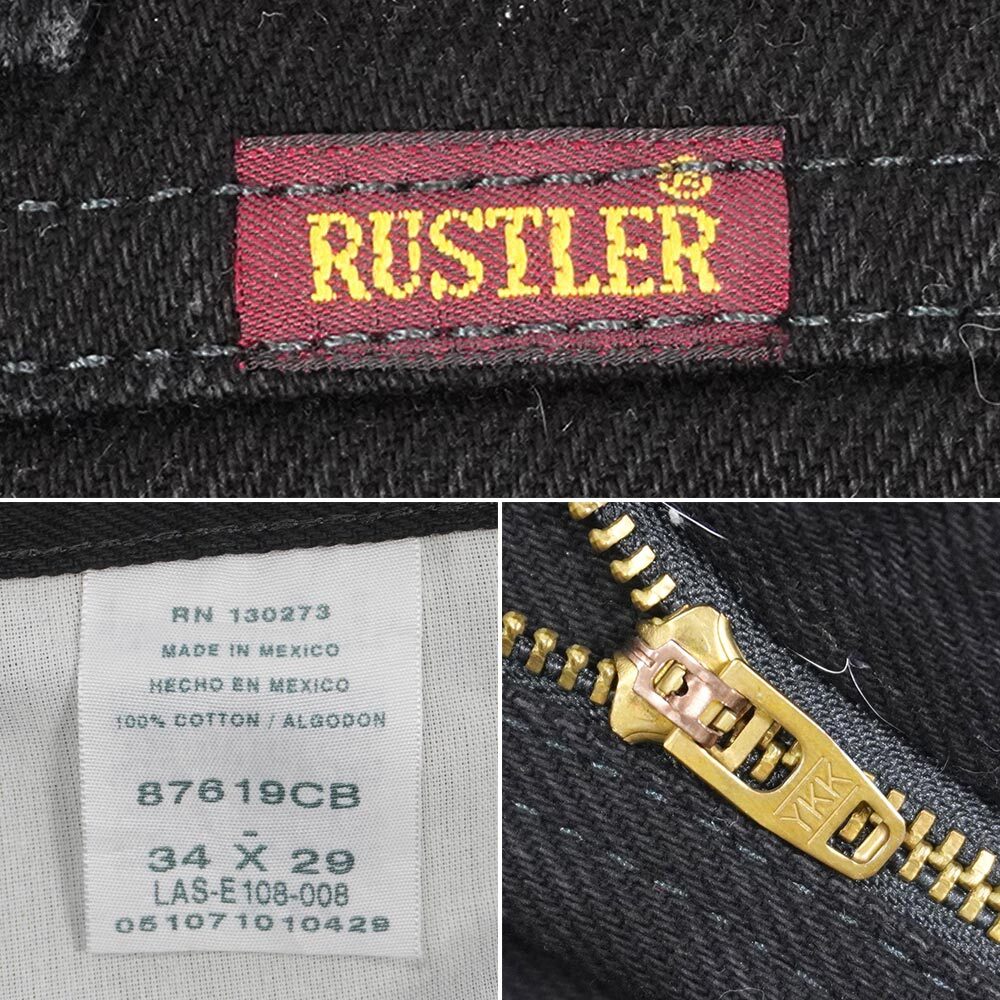 RUSTLER
®
RN 130273
MADE IN MEXICO
HECHO EN MEXICO
100% COTTON / ALGODON
87619CB
-
34 X 29
LAS-E108-008
051071010429
YKK